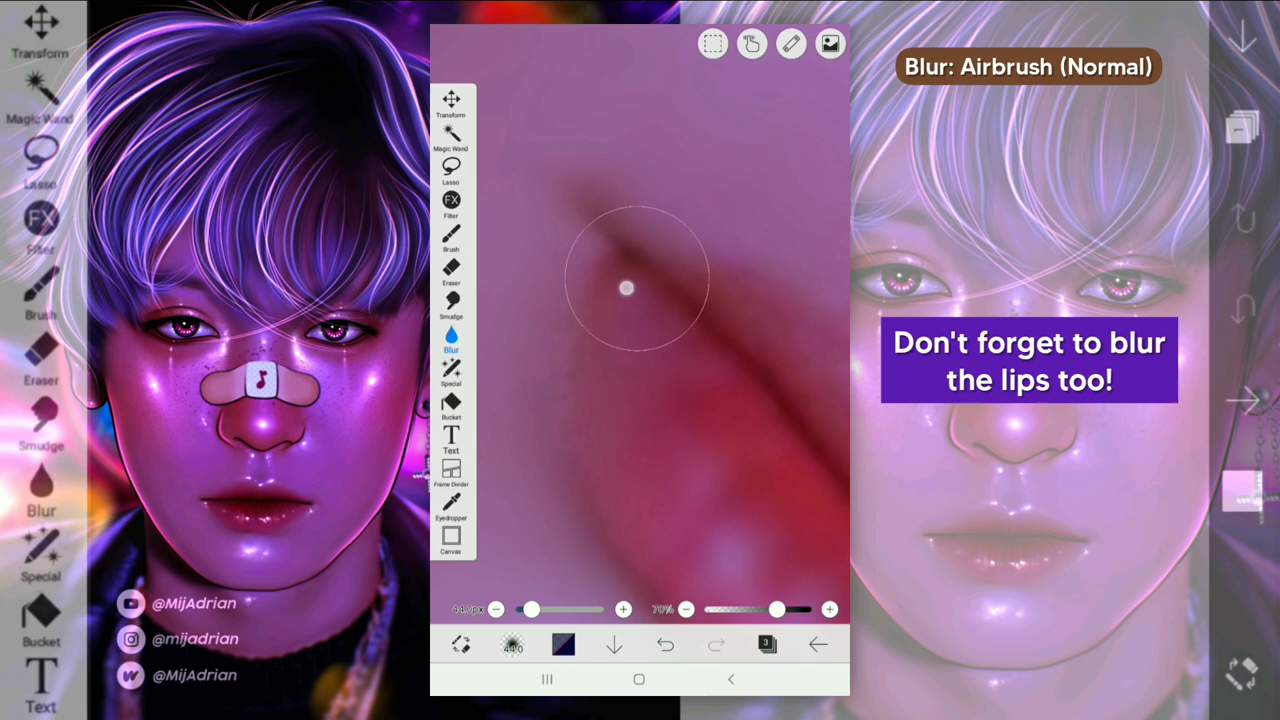 Transform
Magic Wand
Lasso
FX
Filter
Brush
Eraser
Smudge
Blur
Special
Bucket
T
Text
@MijAdrian
@mijadrian
@MijAdrian
Transform
Magic Wand
Lasso
FX
Filter
Brush
Eraser
Smudge
Blur
Special
Bucket
T
Text
Frame Divider
Eyedropper
Canvas
44.0px
70%
44.0
3
Blur: Airbrush (Normal)
Don't forget to blur
the lips too!
1